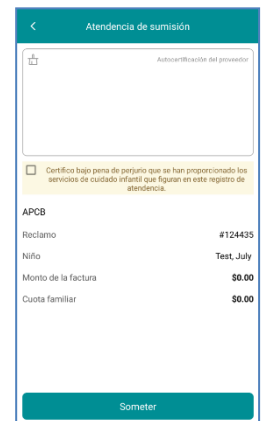 Atendencia de sumisión
Autocertificación del proveedor
Certifico bajo pena de perjurio que se han proporcionado los
servicios de cuidado infantil que figuran en este registro de
atendencia.
APCB
Reclamo #124435
Niño Test, July
Monto de la factura $0.00
Cuota familiar $0.00
Someter